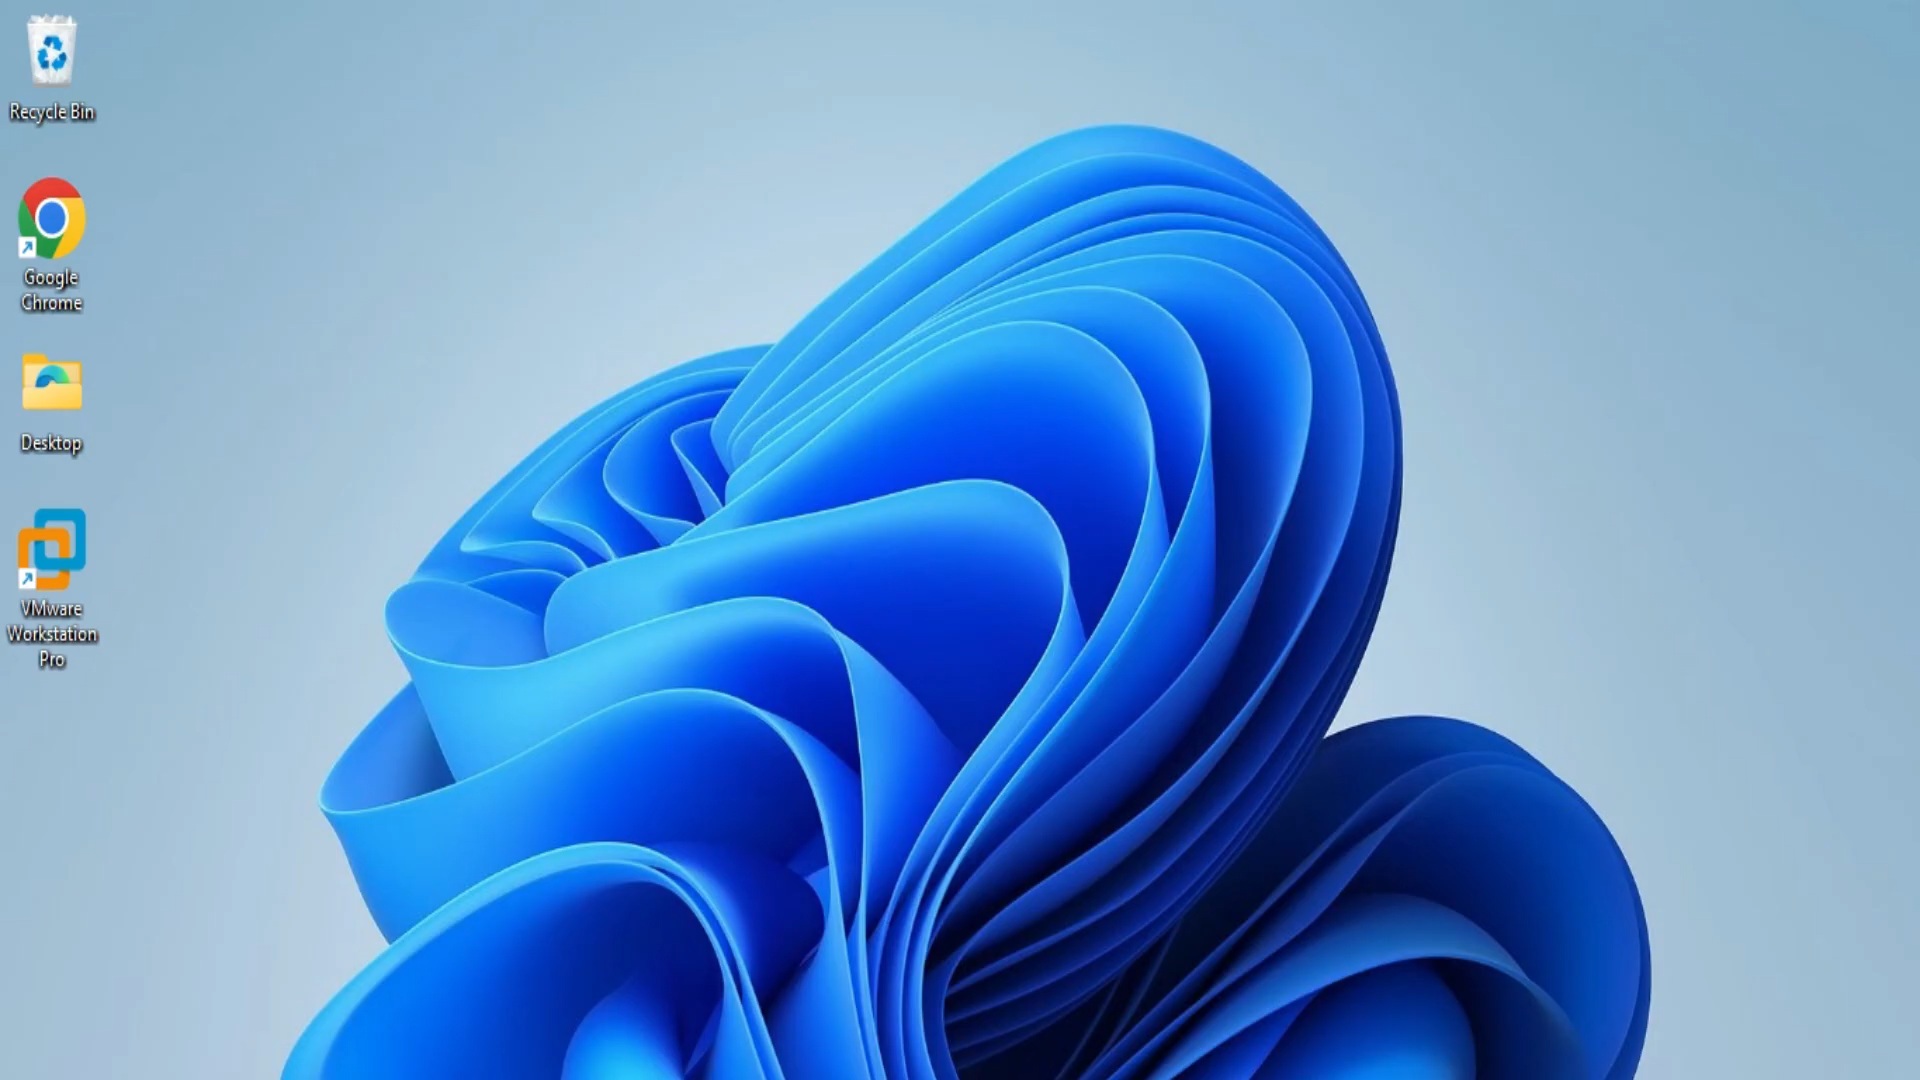 Recycle Bin
Google
Chrome
Desktop
VMware
Workstation
Pro